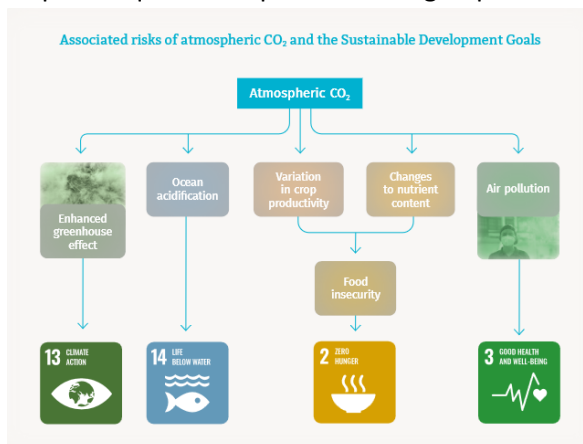 Associated risks of atmospheric CO₂ and the Sustainable Development Goals
Atmospheric CO₂
Enhanced
greenhouse
effect
Ocean
acidification
Variation
in crop
productivity
Changes
to nutrient
content
Air pollution
Food
insecurity
13 CLIMATE
ACTION
14 LIFE
BELOW WATER
2 ZERO
HUNGER
3 GOOD HEALTH
AND WELL-BEING